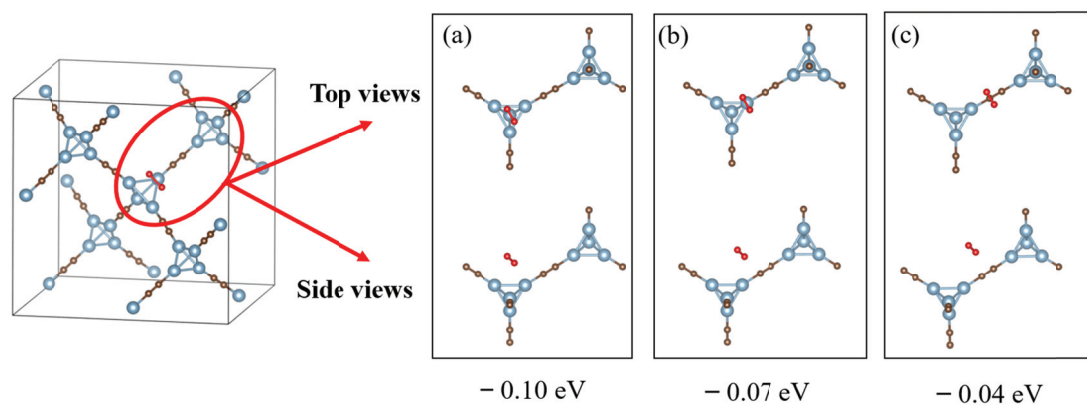 Top views
Side views
(a)
(b)
(c)
− 0.10 eV
− 0.07 eV
− 0.04 eV